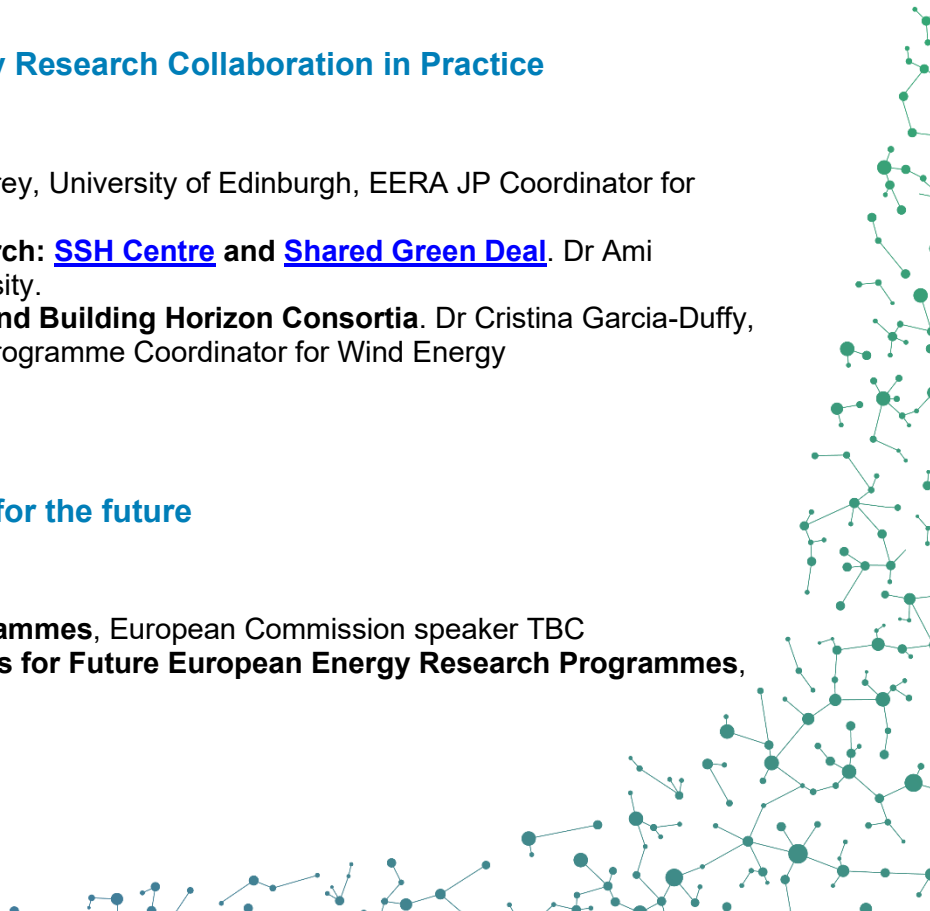 y Research Collaboration in Practice
rey, University of Edinburgh, EERA JP Coordinator for
rch: SSH Centre and Shared Green Deal. Dr Ami
sity.
nd Building Horizon Consortia. Dr Cristina Garcia-Duffy,
rogramme Coordinator for Wind Energy
for the future
ammes, European Commission speaker TBC
s for Future European Energy Research Programmes,